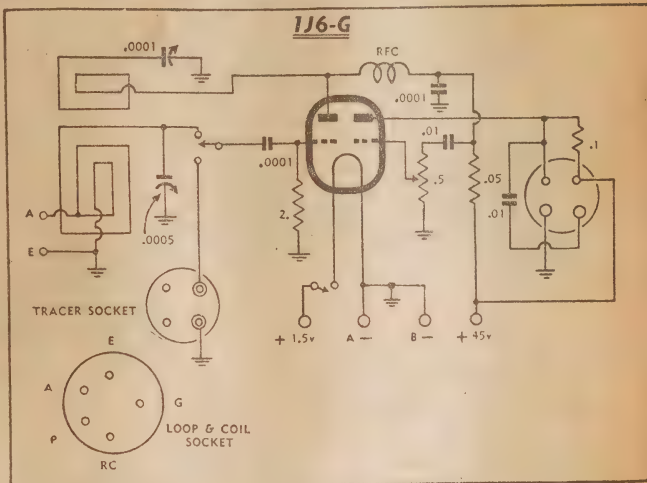 1J6-G
.0001
RFC
.0001
.01
.1
.0001
.5
.05
.01
2.
A
.0005
E
TRACER SOCKET
+ 1.5v
A –
B –
+ 45v
E
A
G
P
LOOP & COIL
SOCKET
RC